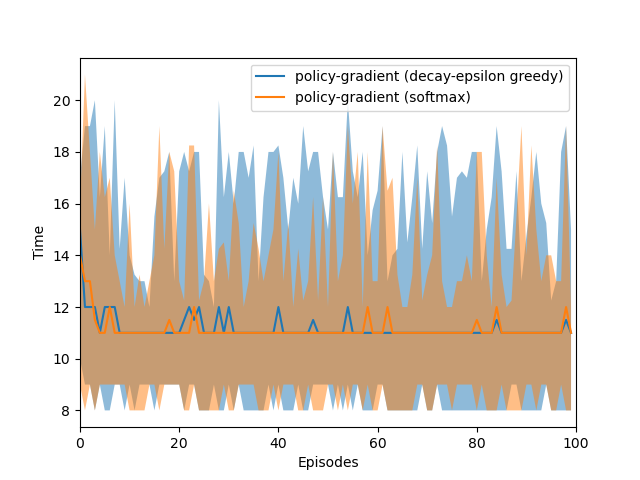 policy-gradient (decay-epsilon greedy)
policy-gradient (softmax)
20
18
16
14
12
10
8
Time
0 20 40 60 80 100
Episodes